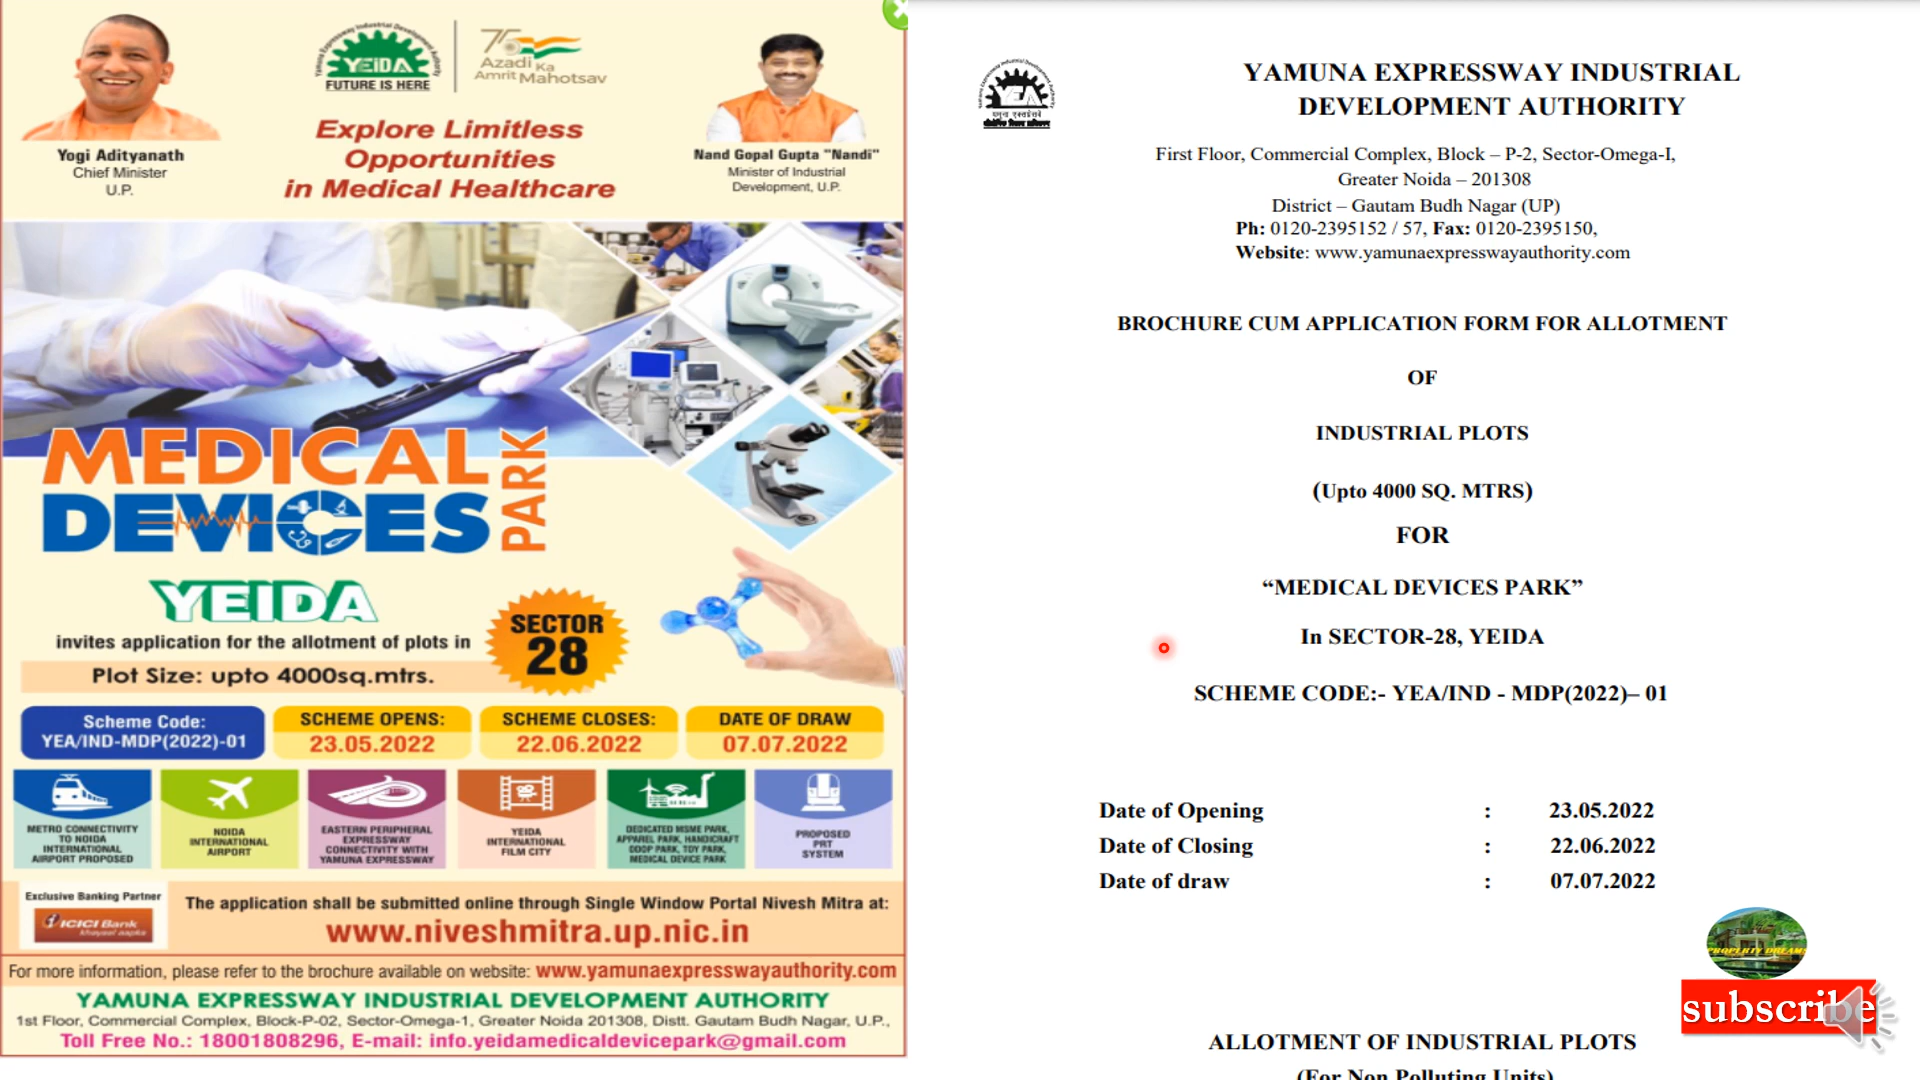 YEIDA
FUTURE IS HERE
75
Azadi Ka
Amrit Mahotsav
Explore Limitless
Opportunities
in Medical Healthcare
Yogi Adityanath
Chief Minister
U.P.
Nand Gopal Gupta "Nandi"
Minister of Industrial
Development, U.P.
MEDICAL
DEVICES
PARK
YEIDA
invites application for the allotment of plots in
Plot Size: upto 4000sq.mtrs.
SECTOR
28
Scheme Code:
YEA/IND-MDP(2022)-01
SCHEME OPENS:
23.05.2022
SCHEME CLOSES:
22.06.2022
DATE OF DRAW
07.07.2022
METRO CONNECTIVITY
TO NOIDA
INTERNATIONAL
AIRPORT PROPOSED
NOIDA
INTERNATIONAL
AIRPORT
EASTERN PERIPHERAL
EXPRESSWAY
CONNECTIVITY WITH
YAMUNA EXPRESSWAY
YEIDA
INTERNATIONAL
FILM CITY
DEDICATED MSME PARK,
APPAREL PARK, HANDICRAFT
ODOP PARK, TOY PARK,
MEDICAL DEVICE PARK
PROPOSED
PRT
SYSTEM
Exclusive Banking Partner
ICICI Bank
The application shall be submitted online through Single Window Portal Nivesh Mitra at:
www.niveshmitra.up.nic.in
For more information, please refer to the brochure available on website: www.yamunaexpresswayauthority.com
YAMUNA EXPRESSWAY INDUSTRIAL DEVELOPMENT AUTHORITY
1st Floor, Commercial Complex, Block-P-02, Sector-Omega-1, Greater Noida 201308, Distt. Gautam Budh Nagar, U.P.,
Toll Free No.: 18001808296, E-mail: info.yeidamedicaldevicepark@gmail.com
YEA
YAMUNA EXPRESSWAY INDUSTRIAL
DEVELOPMENT AUTHORITY
First Floor, Commercial Complex, Block – P-2, Sector-Omega-I,
Greater Noida – 201308
District – Gautam Budh Nagar (UP)
Ph: 0120-2395152 / 57, Fax: 0120-2395150,
Website: www.yamunaexpresswayauthority.com
BROCHURE CUM APPLICATION FORM FOR ALLOTMENT
OF
INDUSTRIAL PLOTS
(Upto 4000 SQ. MTRS)
FOR
“MEDICAL DEVICES PARK”
In SECTOR-28, YEIDA
SCHEME CODE:- YEA/IND - MDP(2022)– 01
Date of Opening : 23.05.2022
Date of Closing : 22.06.2022
Date of draw : 07.07.2022
PROPERTY DREAMS
subscribe
ALLOTMENT OF INDUSTRIAL PLOTS
(For Non Polluting Units)